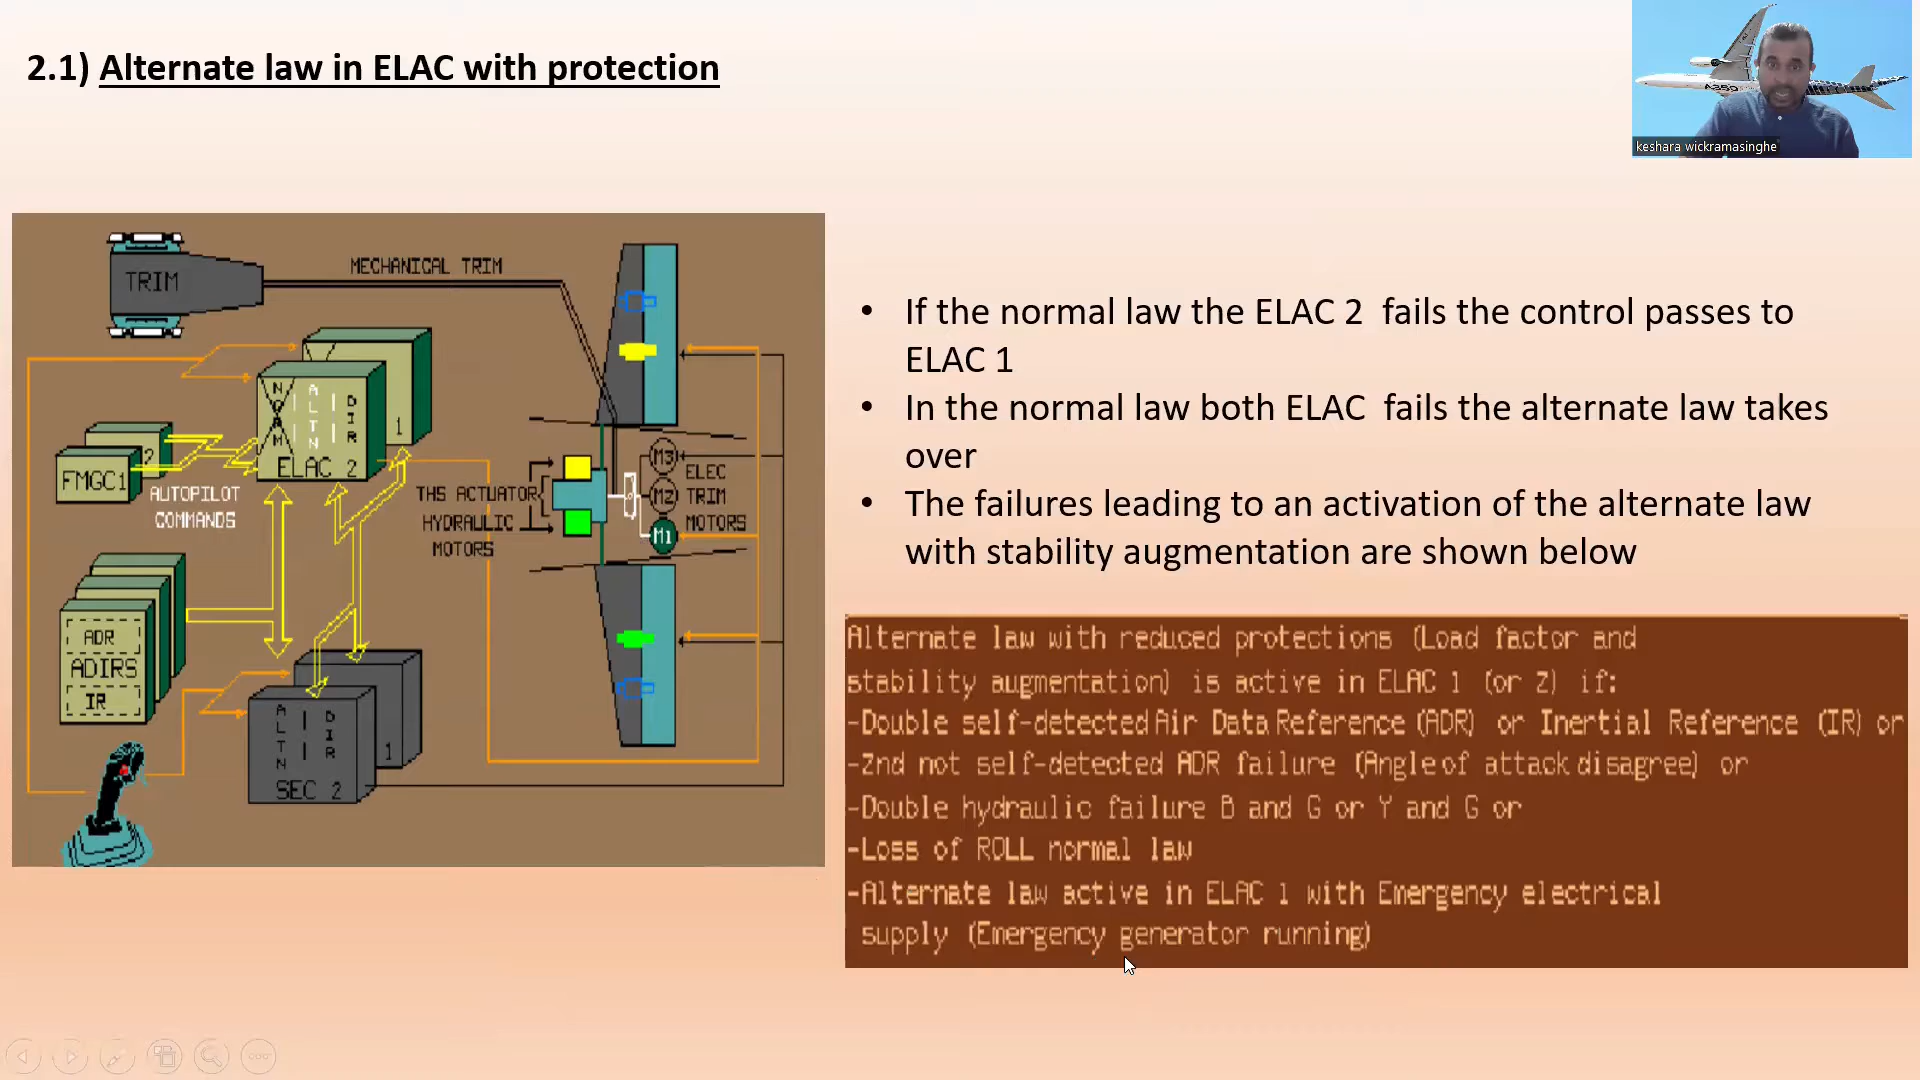 2.1) Alternate law in ELAC with protection
A350
keshara wickramasinghe
TRIM
MECHANICAL TRIM
NORM
ALTN
DIR
1
ELAC 2
2
FMGC1
AUTOPILOT
COMMANDS
THS ACTUATOR
HYDRAULIC
MOTORS
M3
M2
M1
ELEC
TRIM
MOTORS
ADR
ADIRS
IR
ALTN
DIR
1
SEC 2
• If the normal law the ELAC 2 fails the control passes to
ELAC 1
• In the normal law both ELAC fails the alternate law takes
over
• The failures leading to an activation of the alternate law
with stability augmentation are shown below
Alternate law with reduced protections (Load factor and
stability augmentation) is active in ELAC 1 (or 2) if:
-Double self-detected Air Data Reference (ADR) or Inertial Reference (IR) or
-2nd not self-detected ADR failure (Angle of attack disagree) or
-Double hydraulic failure B and G or Y and G or
-Loss of ROLL normal law
-Alternate law active in ELAC 1 with Emergency electrical
supply (Emergency generator running)